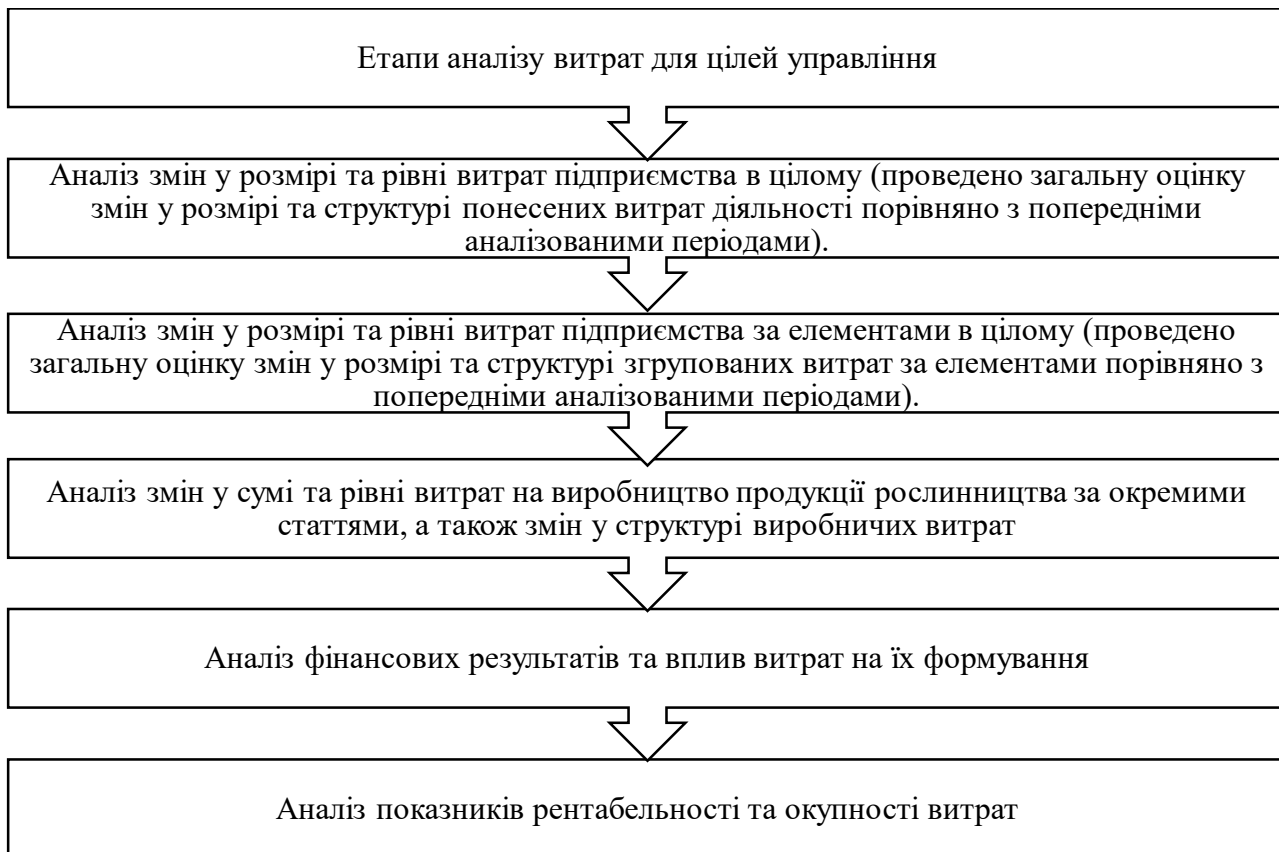 Етапи аналізу витрат для цілей управління
Аналіз змін у розмірі та рівні витрат підприємства в цілому (проведено загальну оцінку
змін у розмірі та структурі понесених витрат діяльності порівняно з попередніми
аналізованими періодами).
Аналіз змін у розмірі та рівні витрат підприємства за елементами в цілому (проведено
загальну оцінку змін у розмірі та структурі згрупованих витрат за елементами порівняно з
попередніми аналізованими періодами).
Аналіз змін у сумі та рівні витрат на виробництво продукції рослинництва за окремими
статтями, а також змін у структурі виробничих витрат
Аналіз фінансових результатів та вплив витрат на їх формування
Аналіз показників рентабельності та окупності витрат